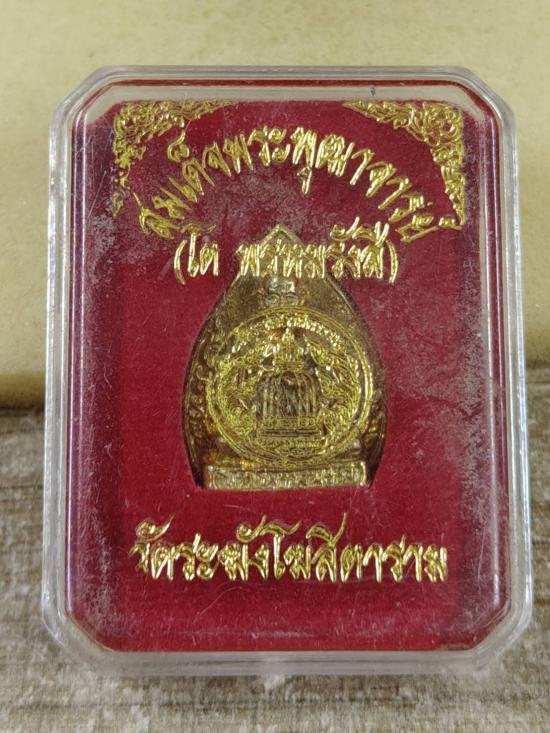 สมเด็จพระพุฒาจารย์
(โต พรหมรังสี)
วัดระฆังโฆสิตาราม